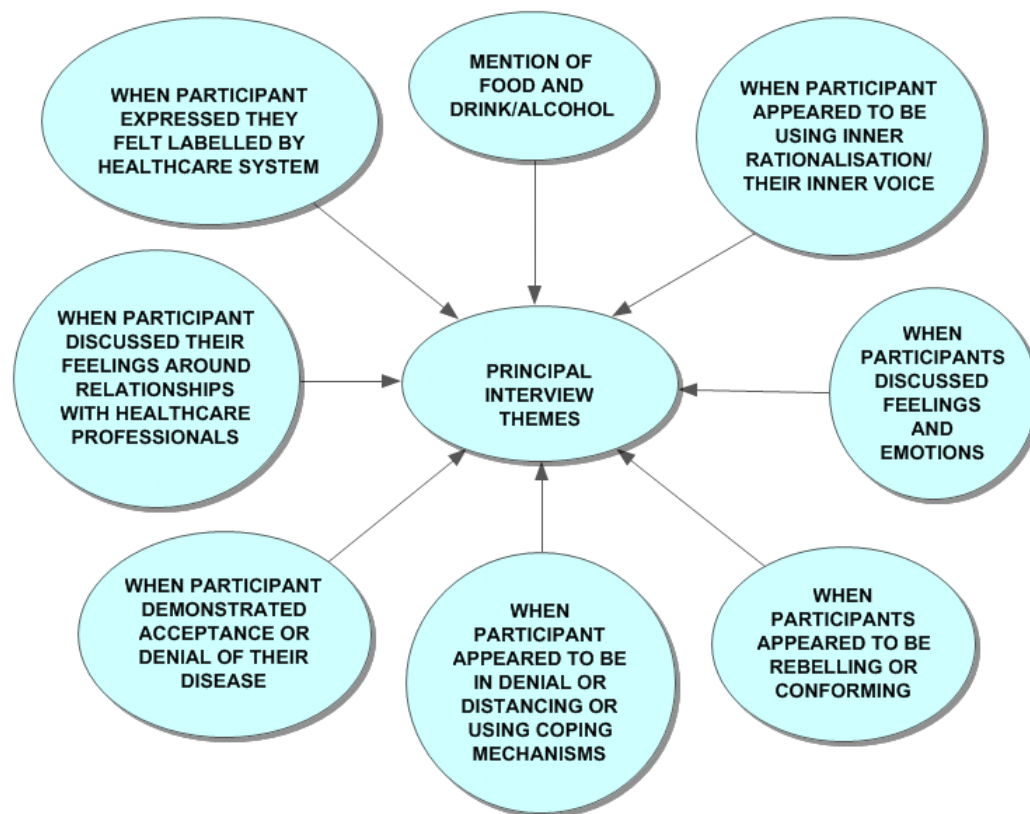 WHEN PARTICIPANT
EXPRESSED THEY
FELT LABELLED BY
HEALTHCARE SYSTEM
MENTION OF
FOOD AND
DRINK/ALCOHOL
WHEN PARTICIPANT
APPEARED TO BE
USING INNER
RATIONALISATION/
THEIR INNER VOICE
WHEN PARTICIPANT
DISCUSSED THEIR
FEELINGS AROUND
RELATIONSHIPS
WITH HEALTHCARE
PROFESSIONALS
PRINCIPAL
INTERVIEW
THEMES
WHEN
PARTICIPANTS
DISCUSSED
FEELINGS
AND
EMOTIONS
WHEN PARTICIPANT
DEMONSTRATED
ACCEPTANCE OR
DENIAL OF THEIR
DISEASE
WHEN
PARTICIPANT
APPEARED TO BE
IN DENIAL OR
DISTANCING OR
USING COPING
MECHANISMS
WHEN
PARTICIPANTS
APPEARED TO BE
REBELLING OR
CONFORMING